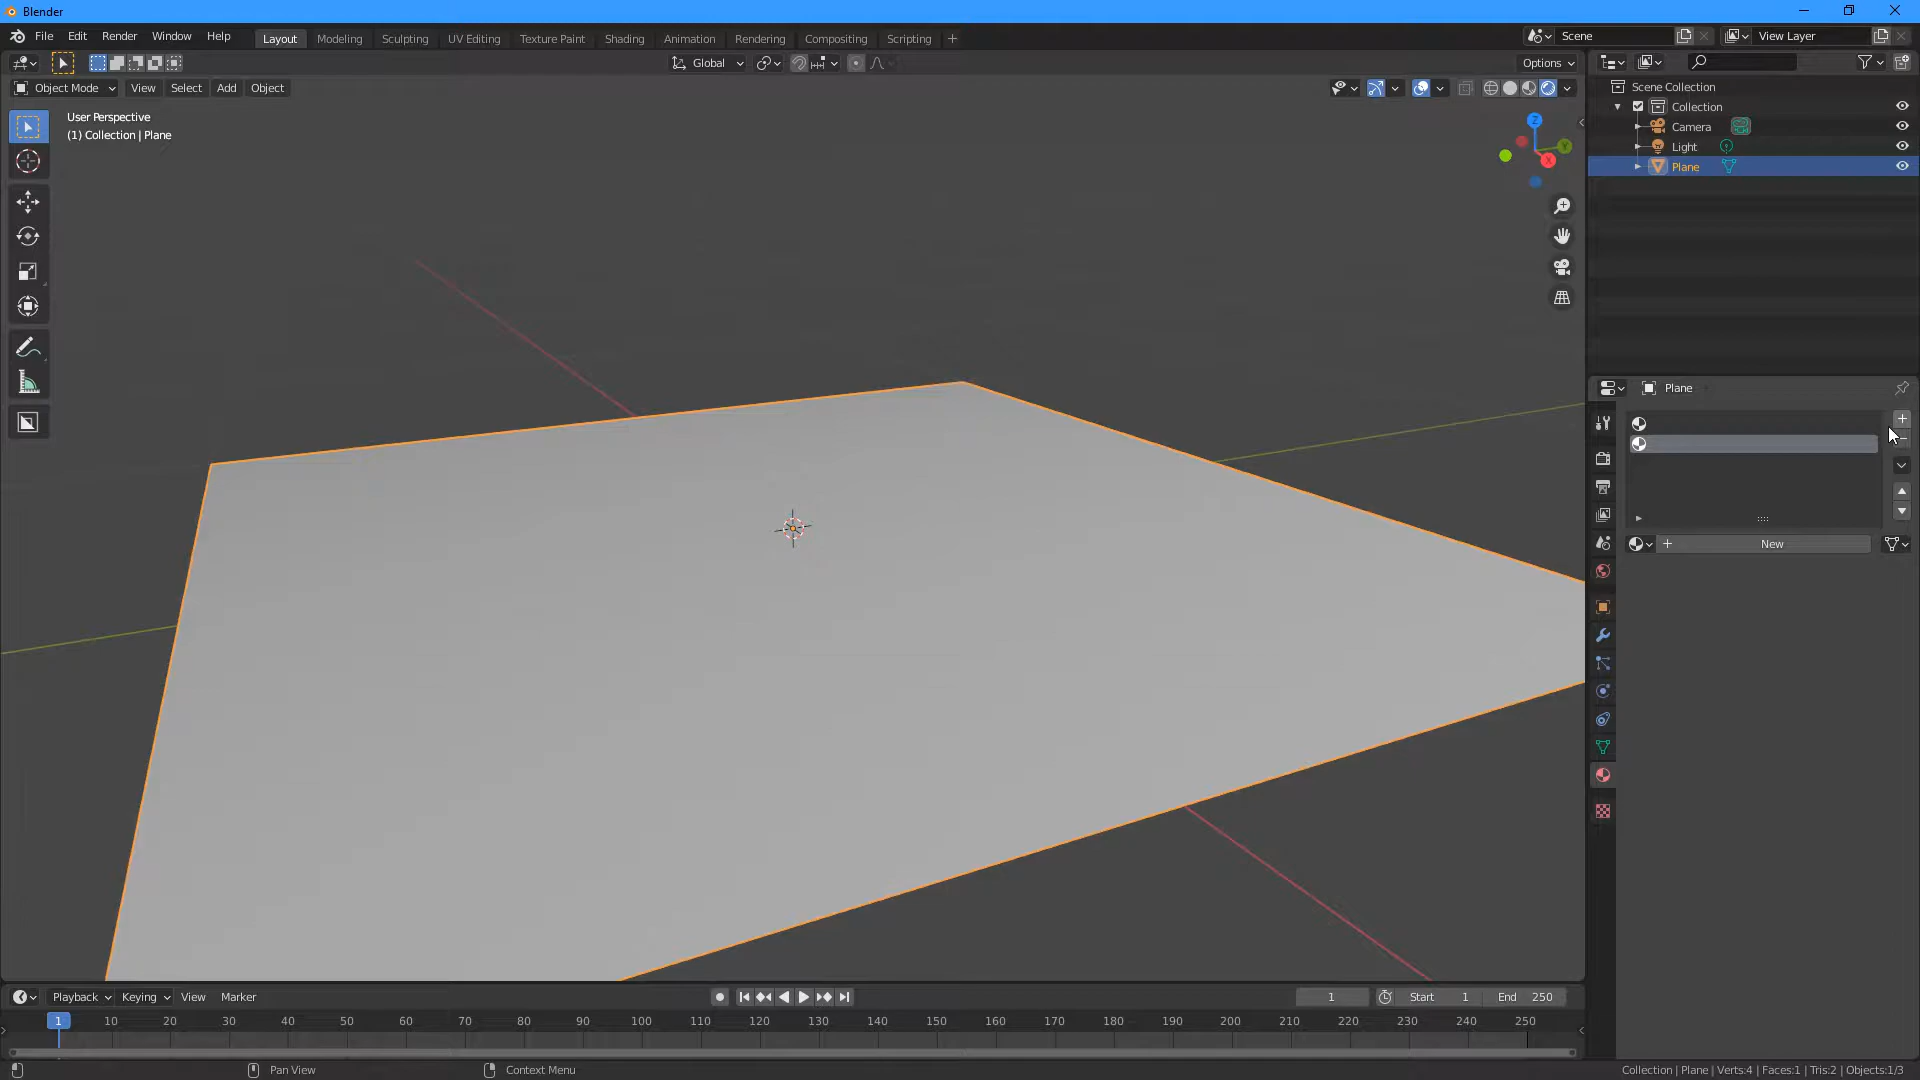 Blender
File Edit Render Window Help
Layout Modeling Sculpting UV Editing Texture Paint Shading Animation Rendering Compositing Scripting
Scene
View Layer
Global
Options
Object Mode View Select Add Object
User Perspective
(1) Collection | Plane
Z
Y
X
Scene Collection
Collection
Camera
Light
Plane
Plane
New
Playback Keying View Marker
1
Start 1
End 250
1 10 20 30 40 50 60 70 80 90 100 110 120 130 140 150 160 170 180 190 200 210 220 230 240 250
Pan View
Context Menu
Collection | Plane | Verts:4 | Faces:1 | Tris:2 | Objects:1/3